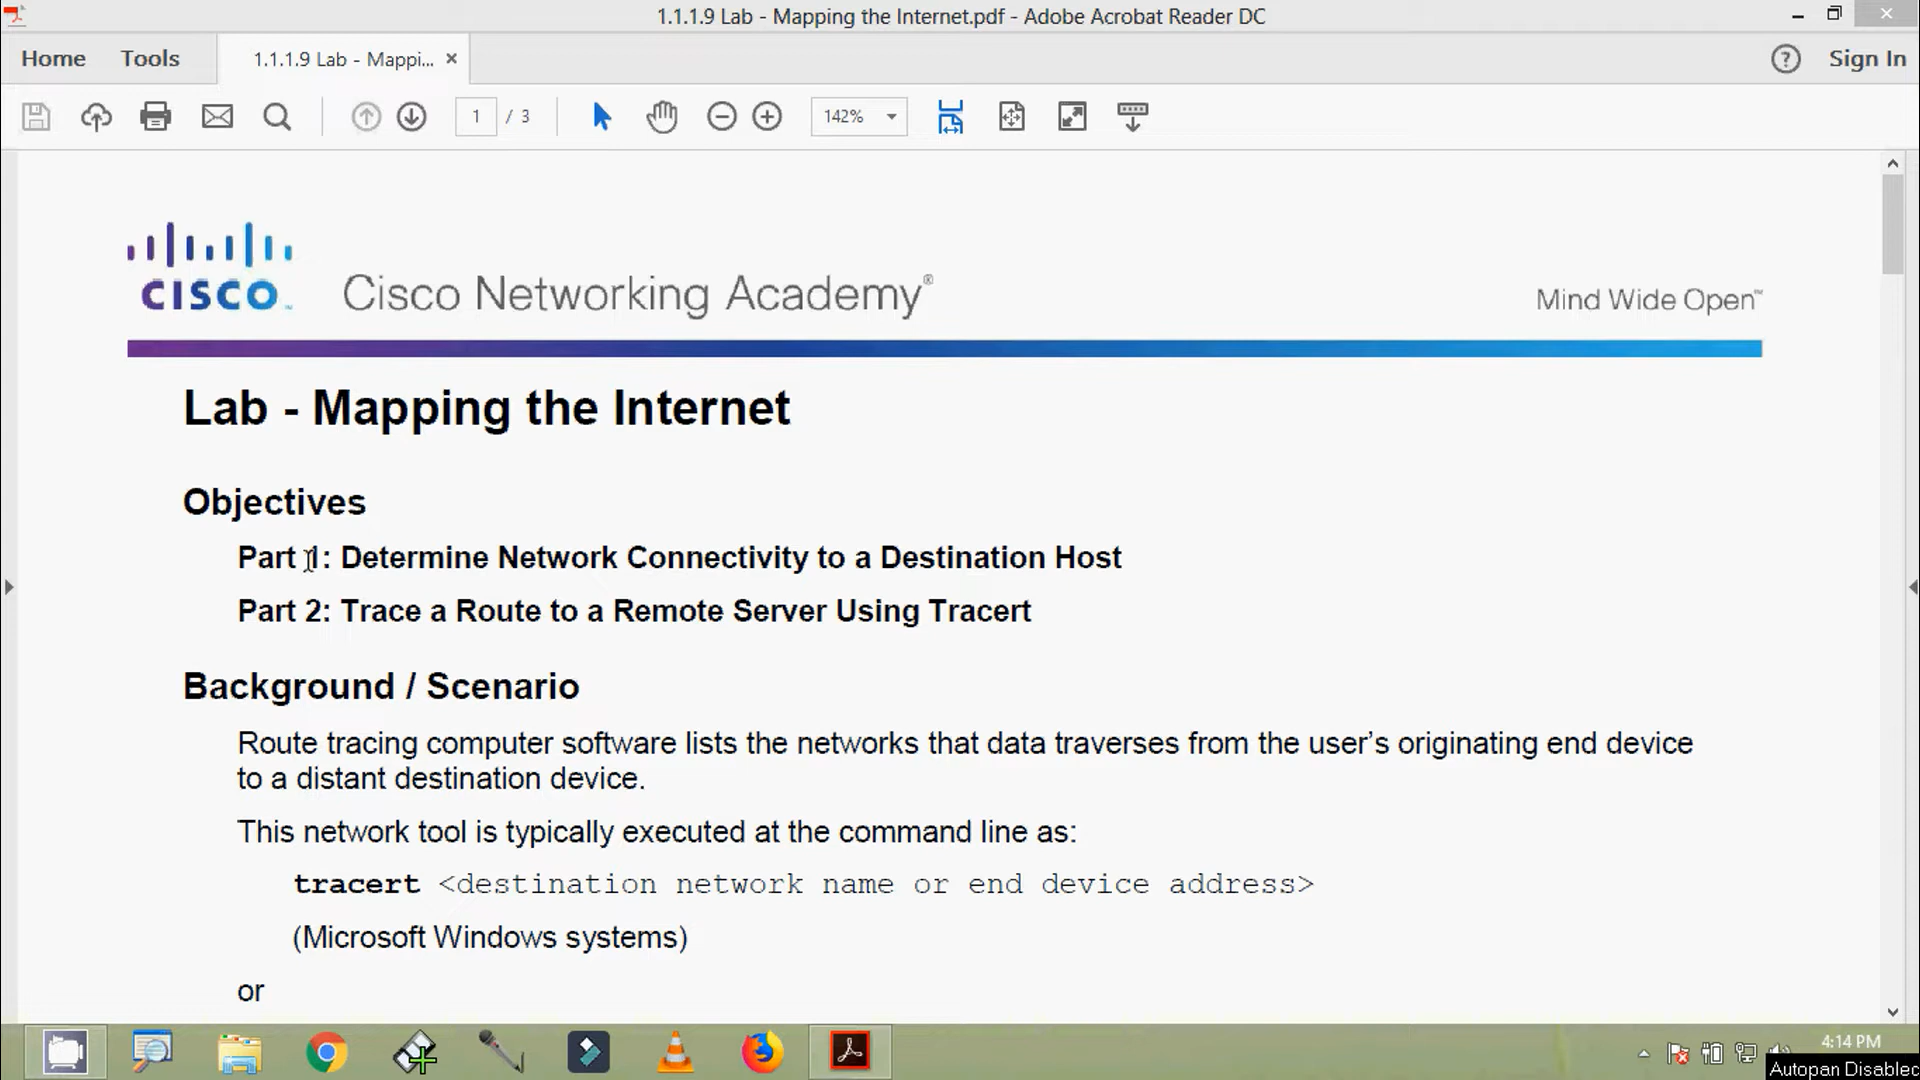 1.1.1.9 Lab - Mapping the Internet.pdf - Adobe Acrobat Reader DC
Home Tools 1.1.1.9 Lab - Mappi... × ? Sign In
1 / 3 142%
CISCO Cisco Networking Academy® Mind Wide Open™
Lab - Mapping the Internet
Objectives
Part 1: Determine Network Connectivity to a Destination Host
Part 2: Trace a Route to a Remote Server Using Tracert
Background / Scenario
Route tracing computer software lists the networks that data traverses from the user’s originating end device
to a distant destination device.
This network tool is typically executed at the command line as:
tracert <destination network name or end device address>
(Microsoft Windows systems)
or
4:14 PM
Autopan Disabled